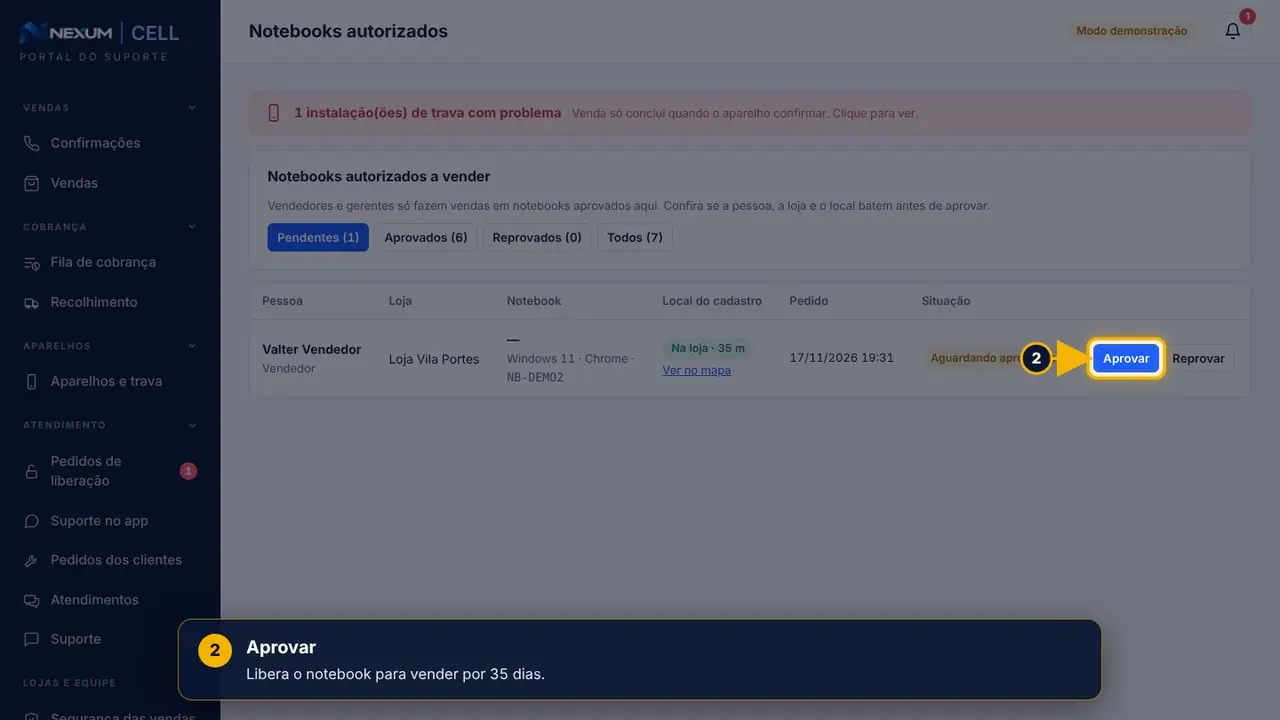 NEXUM | CELL
PORTAL DO SUPORTE
VENDAS
Confirmações
Vendas
COBRANÇA
Fila de cobrança
Recolhimento
APARELHOS
Aparelhos e trava
ATENDIMENTO
Pedidos de
liberação
1
Suporte no app
Pedidos dos clientes
Atendimentos
Suporte
LOJAS E EQUIPE
Segurança das vendas
Notebooks autorizados
Modo demonstração
1
1 instalação(ões) de trava com problema Venda só conclui quando o aparelho confirmar. Clique para ver.
Notebooks autorizados a vender
Vendedores e gerentes só fazem vendas em notebooks aprovados aqui. Confira se a pessoa, a loja e o local batem antes de aprovar.
Pendentes (1) Aprovados (6) Reprovados (0) Todos (7)
Pessoa Loja Notebook Local do cadastro Pedido Situação
Valter Vendedor
Vendedor
Loja Vila Portes
—
Windows 11 · Chrome ·
NB-DEMO2
Na loja · 35 m
Ver no mapa
17/11/2026 19:31
Aguardando apro
2
Aprovar
Reprovar
2
Aprovar
Libera o notebook para vender por 35 dias.